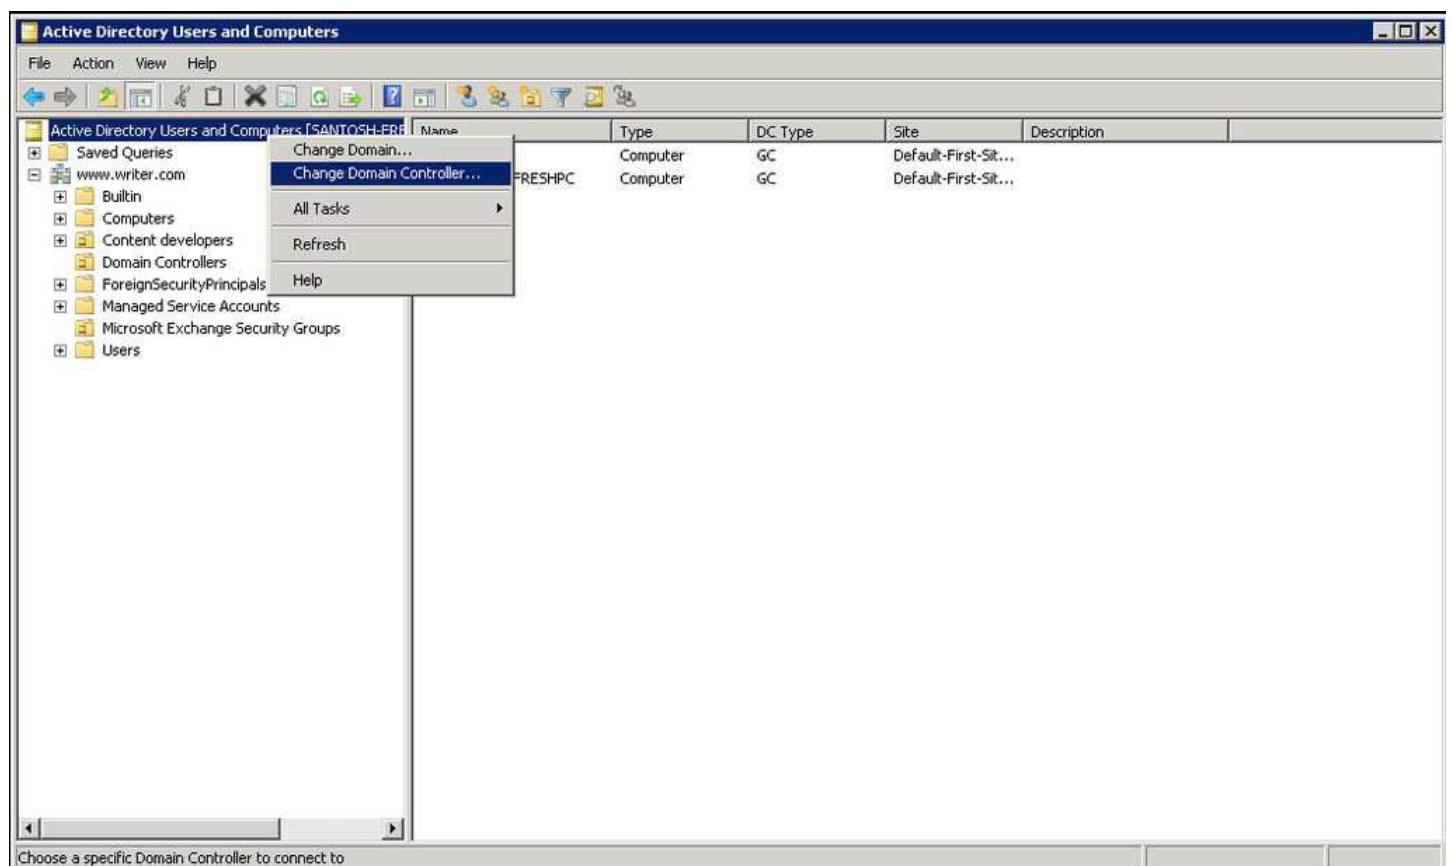 Active Directory Users and Computers
File Action View Help
Active Directory Users and Computers [SANTOSH-FRE
Saved Queries
www.writer.com
Builtin
Computers
Content developers
Domain Controllers
ForeignSecurityPrincipals
Managed Service Accounts
Microsoft Exchange Security Groups
Users
Change Domain...
Change Domain Controller...
All Tasks
Refresh
Help
Name Type DC Type Site Description
Computer GC Default-First-Sit...
FRESHPC Computer GC Default-First-Sit...
Choose a specific Domain Controller to connect to